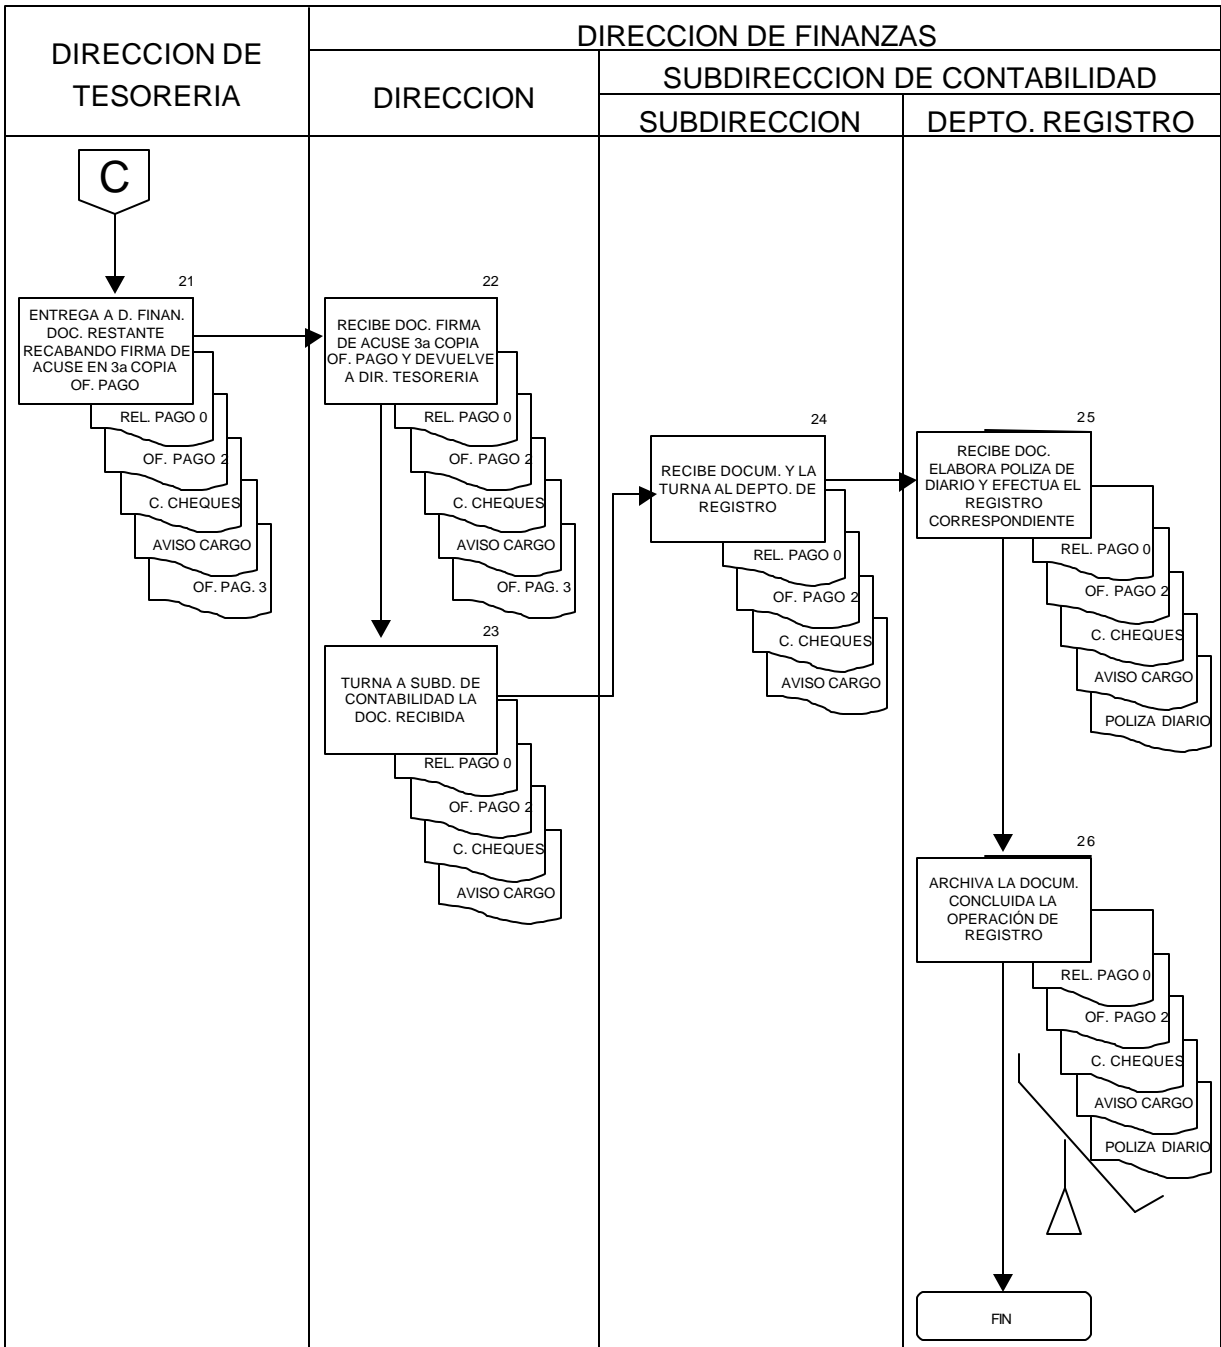 DIRECCION DE
TESORERIA
DIRECCION DE FINANZAS
DIRECCION
SUBDIRECCION DE CONTABILIDAD
SUBDIRECCION
DEPTO. REGISTRO
C
21
ENTREGA A D. FINAN.
DOC. RESTANTE
RECABANDO FIRMA DE
ACUSE EN 3a COPIA
OF. PAGO
REL. PAGO 0
OF. PAGO 2
C. CHEQUES
AVISO CARGO
OF. PAG. 3
22
RECIBE DOC. FIRMA
DE ACUSE 3a COPIA
OF. PAGO Y DEVUELVE
A DIR. TESORERIA
REL. PAGO 0
OF. PAGO 2
C. CHEQUES
AVISO CARGO
OF. PAG. 3
23
TURNA A SUBD. DE
CONTABILIDAD LA
DOC. RECIBIDA
REL. PAGO 0
OF. PAGO 2
C. CHEQUES
AVISO CARGO
24
RECIBE DOCUM. Y LA
TURNA AL DEPTO. DE
REGISTRO
REL. PAGO 0
OF. PAGO 2
C. CHEQUES
AVISO CARGO
25
RECIBE DOC.
ELABORA POLIZA DE
DIARIO Y EFECTUA EL
REGISTRO
CORRESPONDIENTE
REL. PAGO 0
OF. PAGO 2
C. CHEQUES
AVISO CARGO
POLIZA DIARIO
26
ARCHIVA LA DOCUM.
CONCLUIDA LA
OPERACIÓN DE
REGISTRO
REL. PAGO 0
OF. PAGO 2
C. CHEQUES
AVISO CARGO
POLIZA DIARIO
FIN